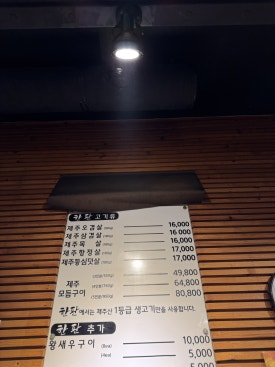 한판 고기류
제주오겹살 16,000
제주삼겹살 16,000
제주목살 16,000
제주항정살 17,000
제주등심덧살 17,000
49,800
제주 64,800
모듬구이 80,800
한판에서는 제주산 1등급 생고기만을 사용합니다.
한판 추가
왕새우구이 (8ea) 10,000
(4ea) 5,000